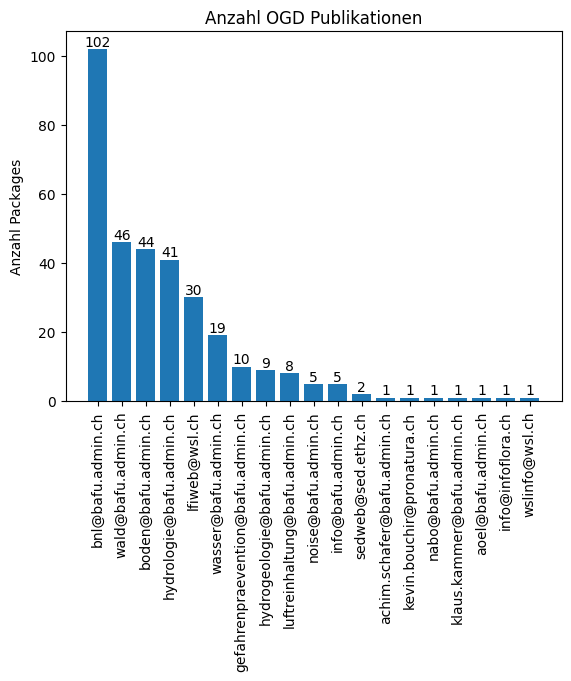 Anzahl OGD Publikationen
Anzahl Packages
100
80
60
40
20
0
102
46
44
41
30
19
10
9
8
5
5
2
1
1
1
1
1
1
1
bnl@bafu.admin.ch
wald@bafu.admin.ch
boden@bafu.admin.ch
hydrologie@bafu.admin.ch
lfiweb@wsl.ch
wasser@bafu.admin.ch
gefahrenpraevention@bafu.admin.ch
hydrogeologie@bafu.admin.ch
luftreinhaltung@bafu.admin.ch
noise@bafu.admin.ch
info@bafu.admin.ch
sedweb@sed.ethz.ch
achim.schafer@bafu.admin.ch
kevin.bouchir@pronatura.ch
nabo@bafu.admin.ch
klaus.kammer@bafu.admin.ch
aoel@bafu.admin.ch
info@infoflora.ch
wslinfo@wsl.ch